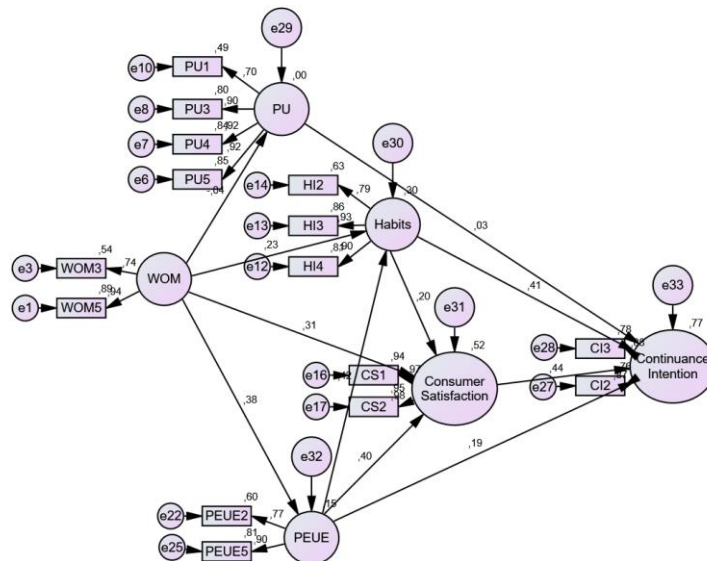 e29
,49
e10
PU1
,70
,00
,80
e8
PU3
,90
PU
,84
,92
e7
PU4
,92
e30
,85
e6
PU5
-,04
,63
e14
HI2
,79
,30
,86
e13
HI3
,93
Habits
,03
,23
,81
,90
e12
HI4
,54
e3
WOM3
,74
WOM
,41
e33
,89
,94
e1
WOM5
,20
e31
,31
,78
,77
e28
CI3
,52
,94
Continuance
Intention
e16
CS1
,97
Consumer
Satisfaction
,44
e27
CI2
,95
e17
CS2
,98
,38
,19
e32
,40
,60
e22
PEUE2
,77
,15
PEUE
,81
,90
e25
PEUE5